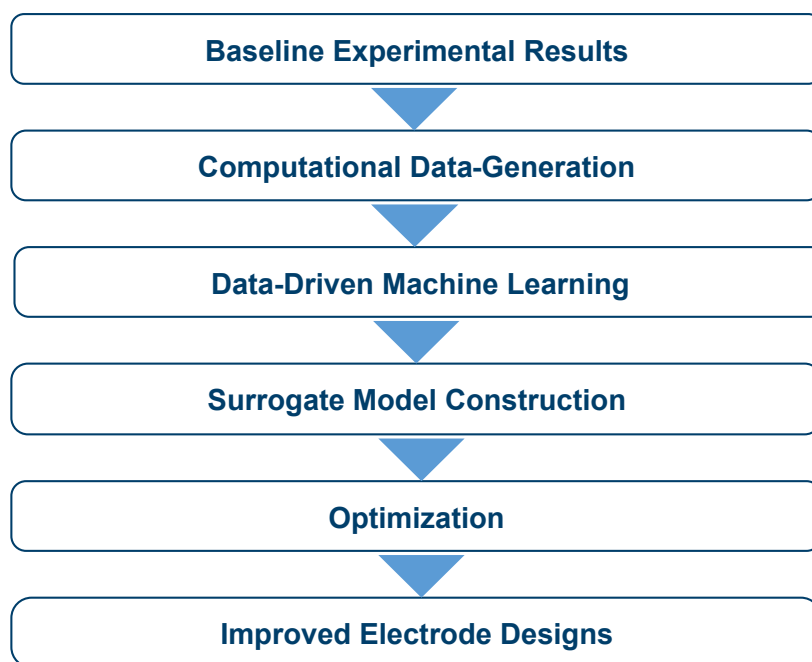 Baseline Experimental Results
Computational Data-Generation
Data-Driven Machine Learning
Surrogate Model Construction
Optimization
Improved Electrode Designs